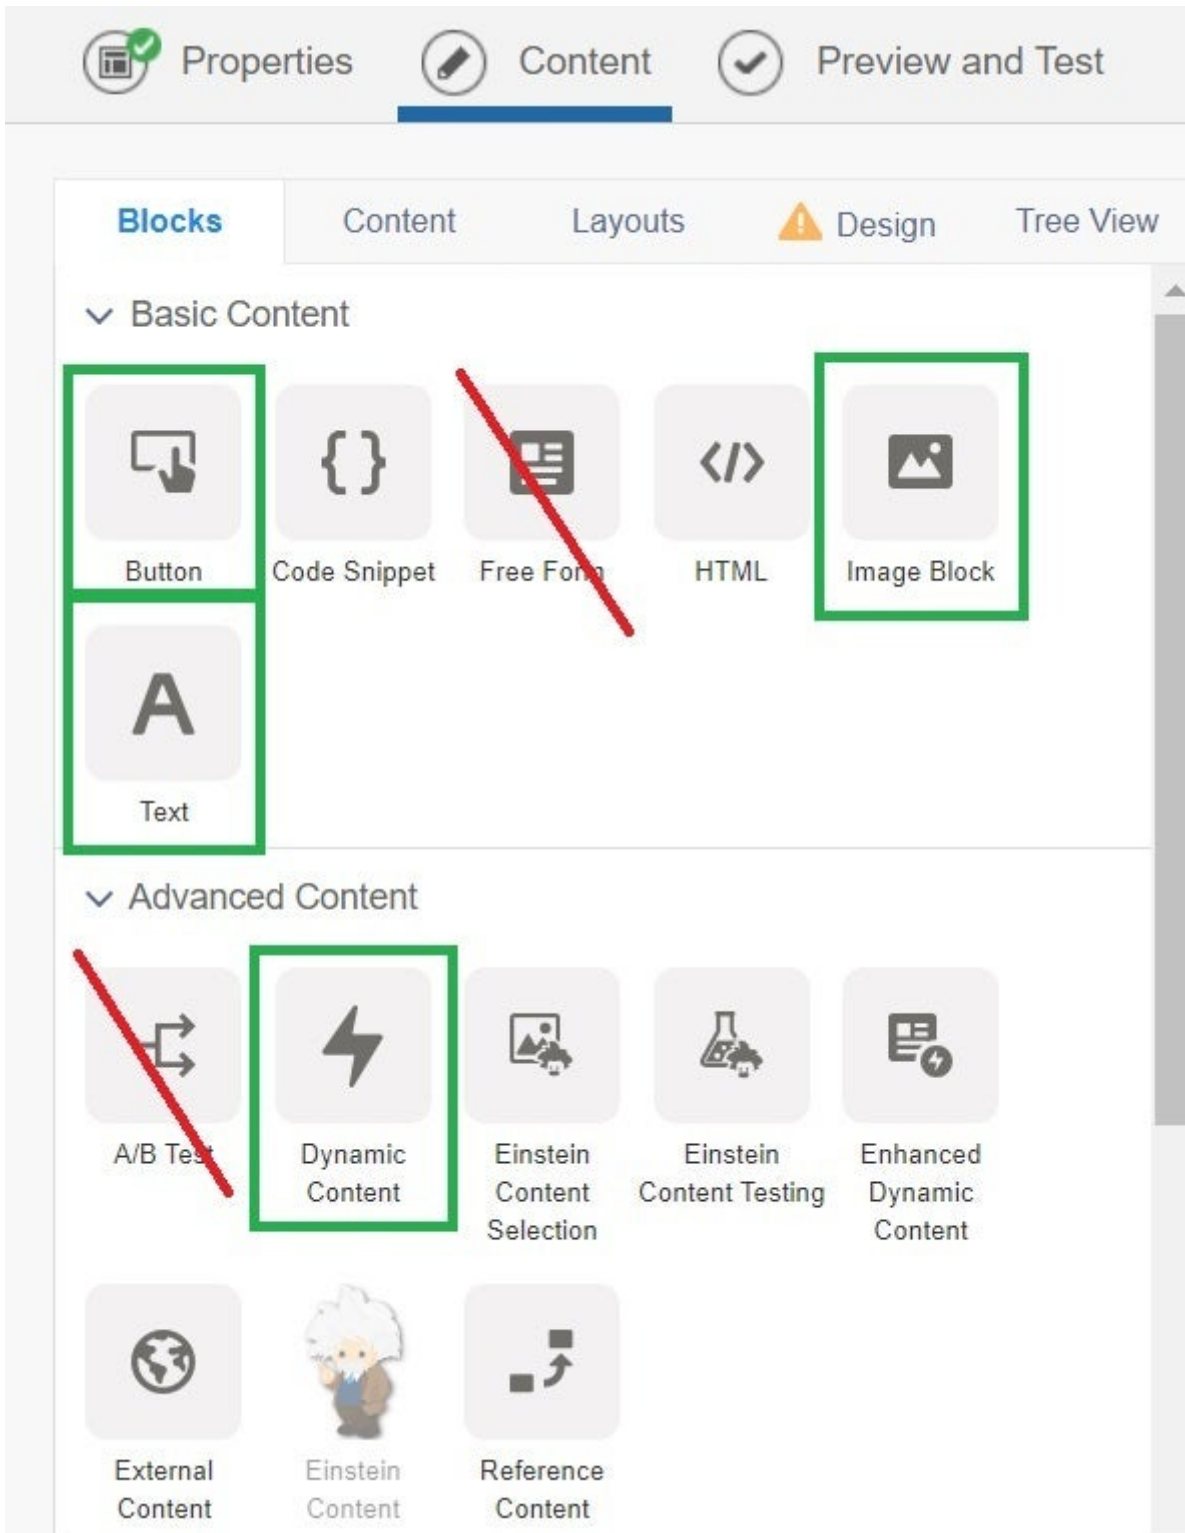 Properties Content Preview and Test
Blocks Content Layouts Design Tree View
Basic Content
Button Code Snippet Free Form HTML Image Block
A
Text
Advanced Content
A/B Test Dynamic Einstein Einstein Enhanced
Content Content Content Testing Dynamic
Selection Content
External Einstein Reference
Content Content Content